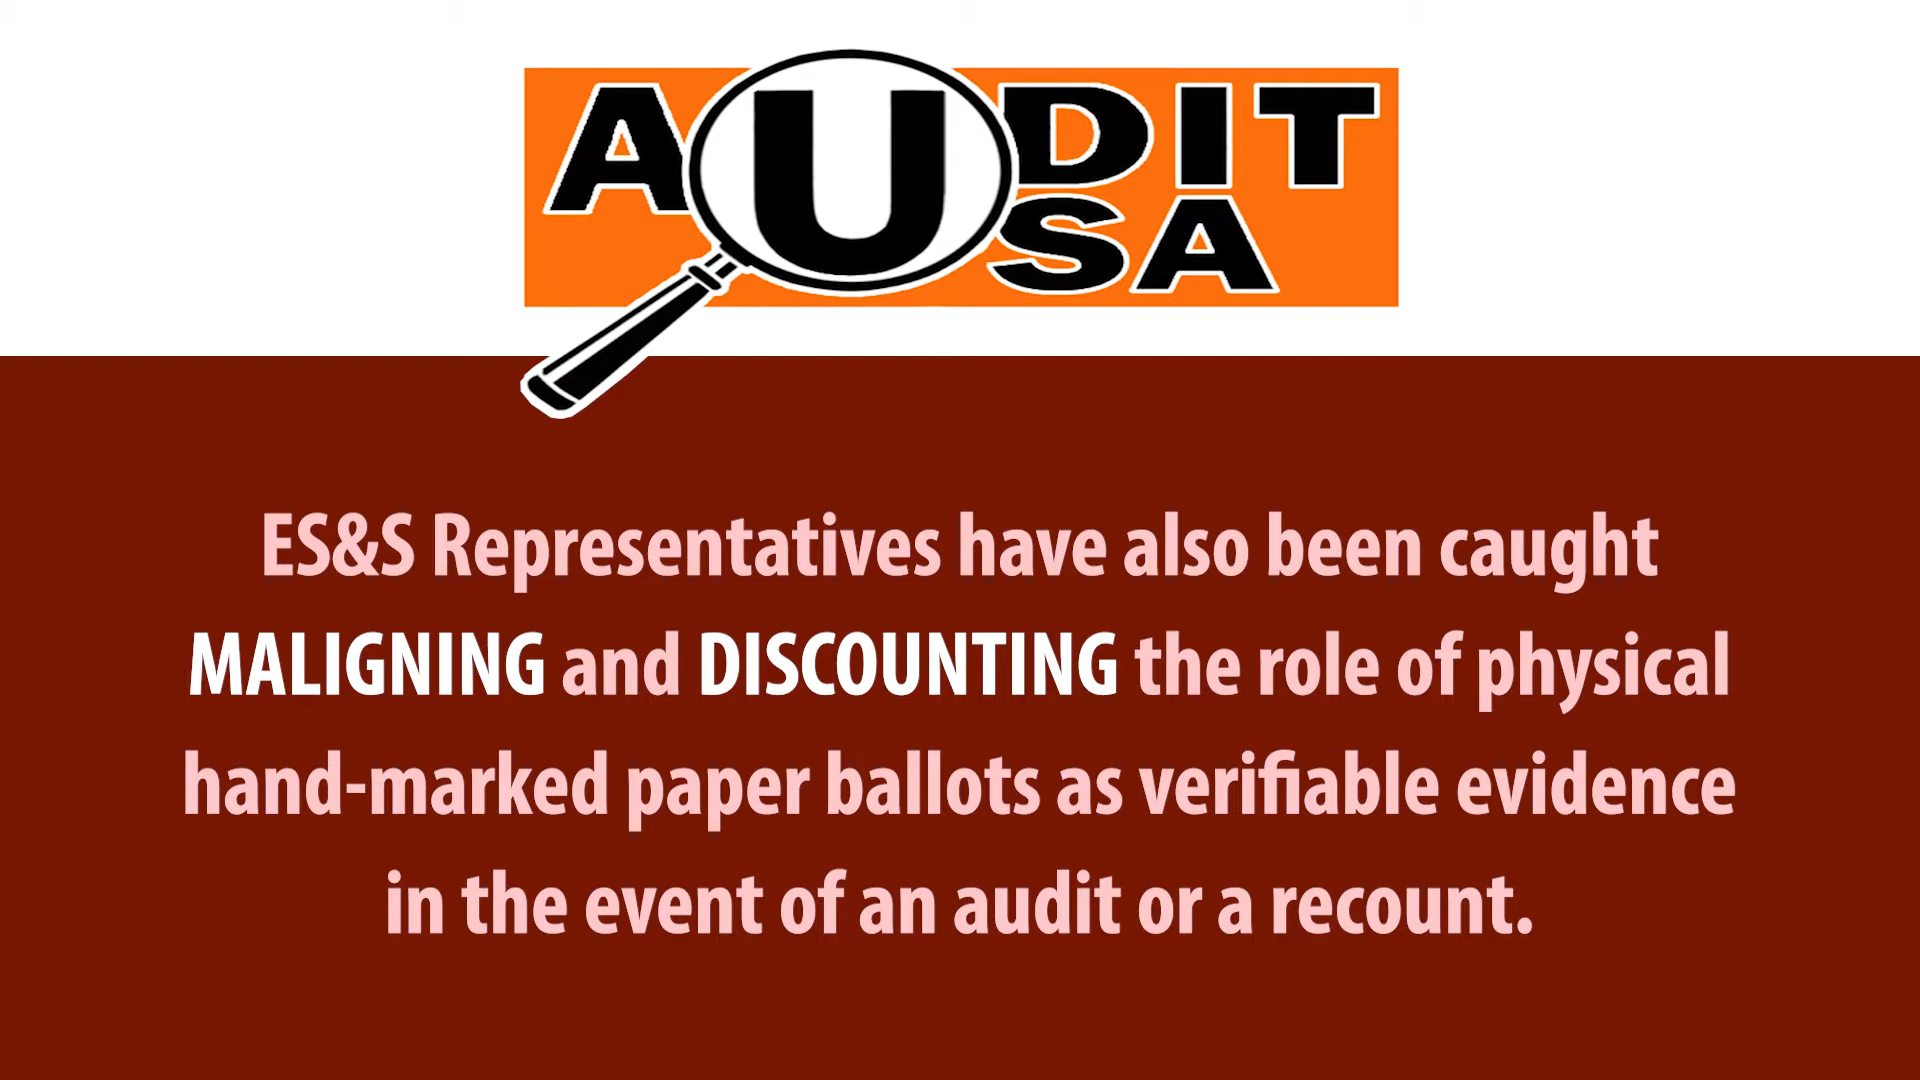 AUDIT
USA
ES&S Representatives have also been caught
MALIGNING and DISCOUNTING the role of physical
hand-marked paper ballots as verifiable evidence
in the event of an audit or a recount.